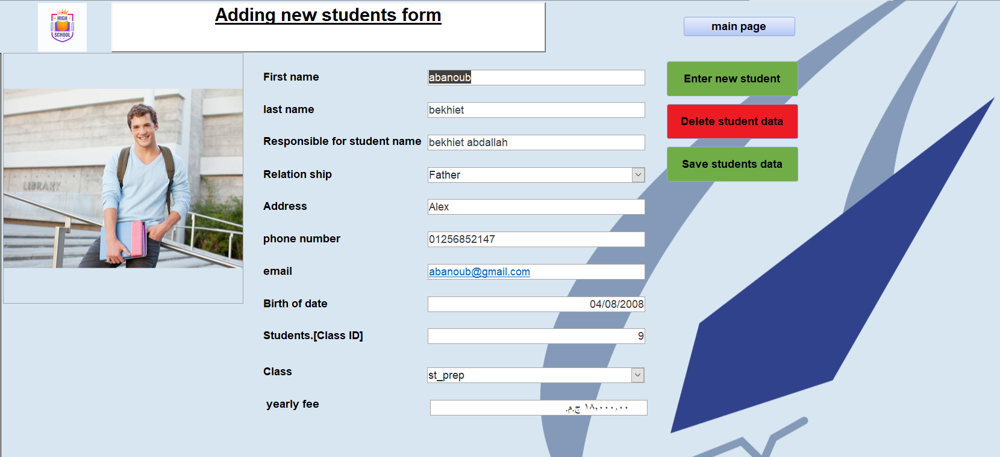 HIGH
SCHOOL
Adding new students form
main page
LIBRARY
First name abanoub
last name bekhiet
Responsible for student name bekhiet abdallah
Relation ship Father
Address Alex
phone number 01256852147
email abanoub@gmail.com
Birth of date 04/08/2008
Students.[Class ID] 9
Class st_prep
yearly fee ١٨,٠٠٠,٠٠ ج.م.
Enter new student
Delete student data
Save students data